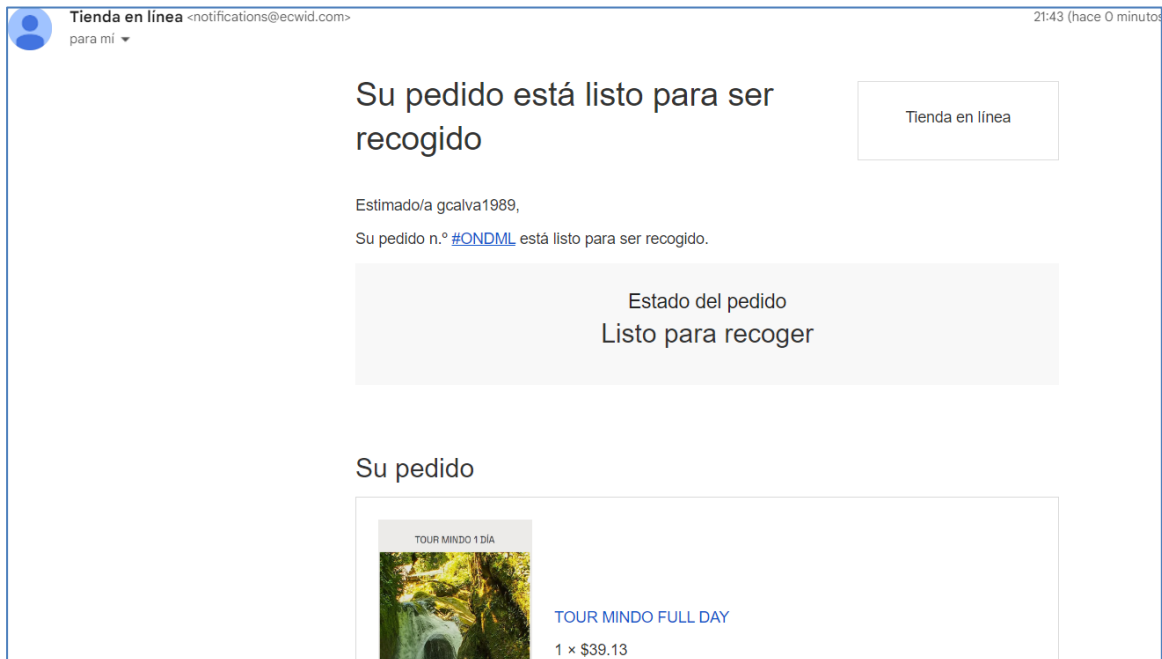 Tienda en línea <notifications@ecwid.com>
21:43 (hace 0 minutos
para mí
Su pedido está listo para ser
recogido
Tienda en línea
Estimado/a gcalva1989,
Su pedido n.º #ONDML está listo para ser recogido.
Estado del pedido
Listo para recoger
Su pedido
TOUR MINDO 1 DÍA
TOUR MINDO FULL DAY
1 × $39.13